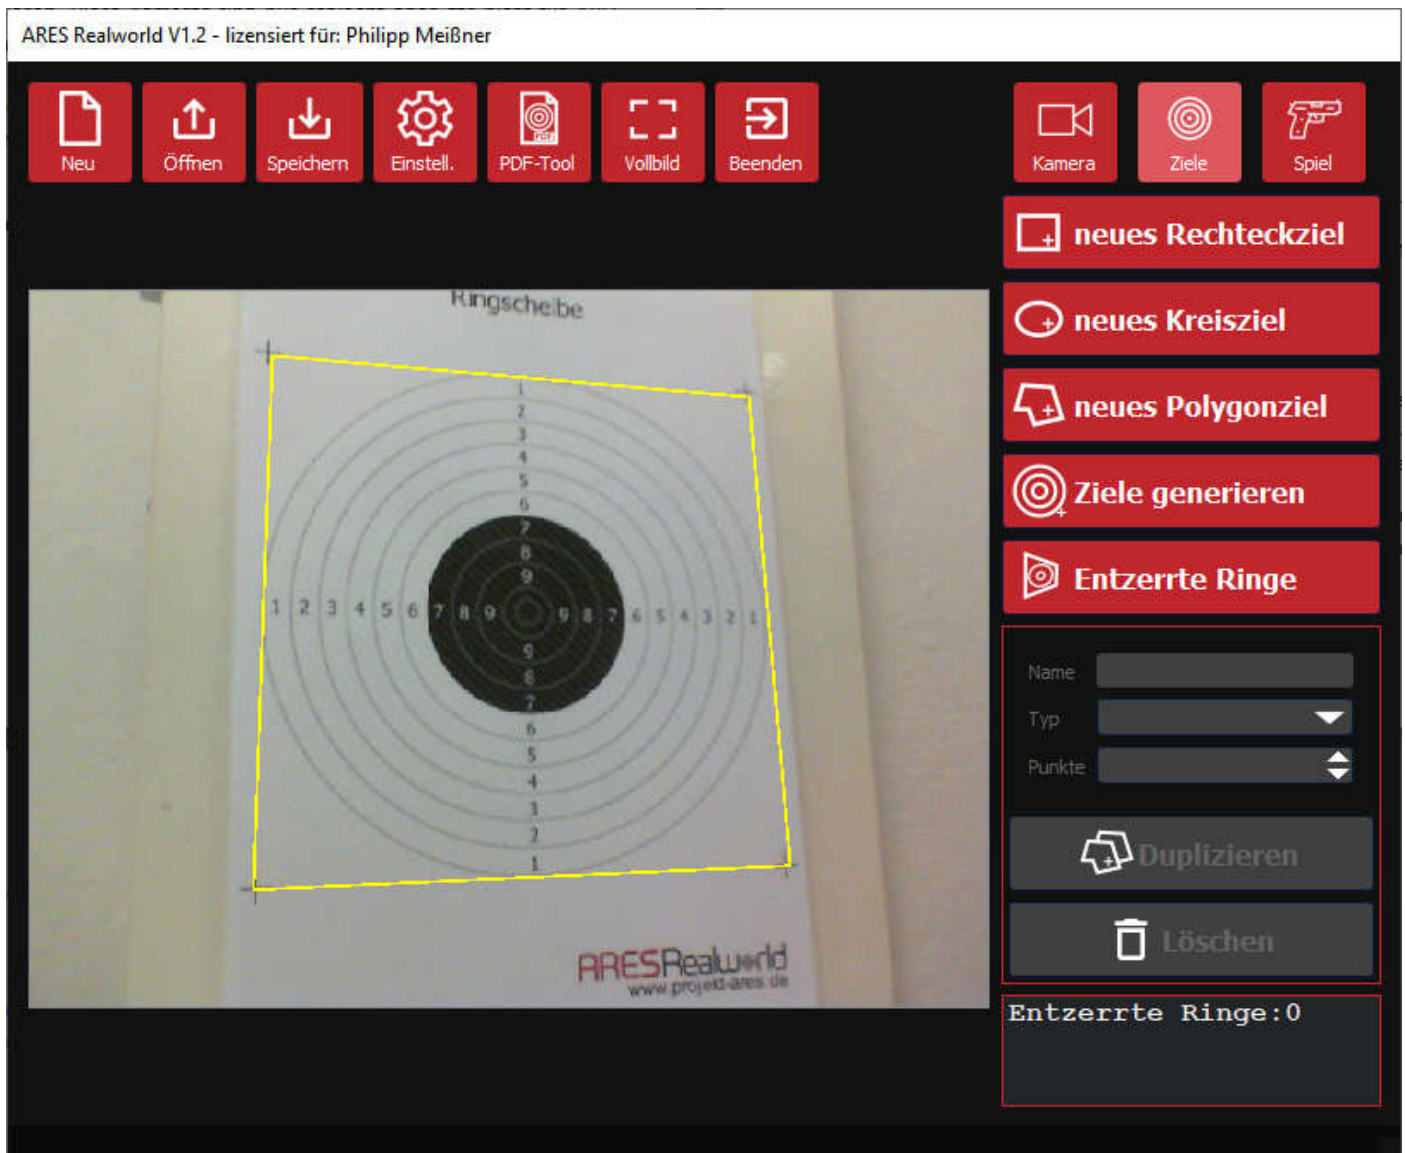 ARES Realworld V1.2 - lizensiert für: Philipp Meißner
Neu
Öffnen
Speichern
Einstell.
PDF-Tool
Vollbild
Beenden
Kamera
Ziele
Spiel
neues Rechteckziel
neues Kreisziel
neues Polygonziel
Ziele generieren
Entzerrte Ringe
Name
Typ
Punkte
Duplizieren
Löschen
Entzerrte Ringe:0
Ringscheibe
1
2
3
4
5
6
7
8
9
1 2 3 4 5 6 7 8 9 9 8 7 6 5 4 3 2 1
9
8
7
6
5
4
3
2
1
ARESRealworld
www.projekt-ares.de